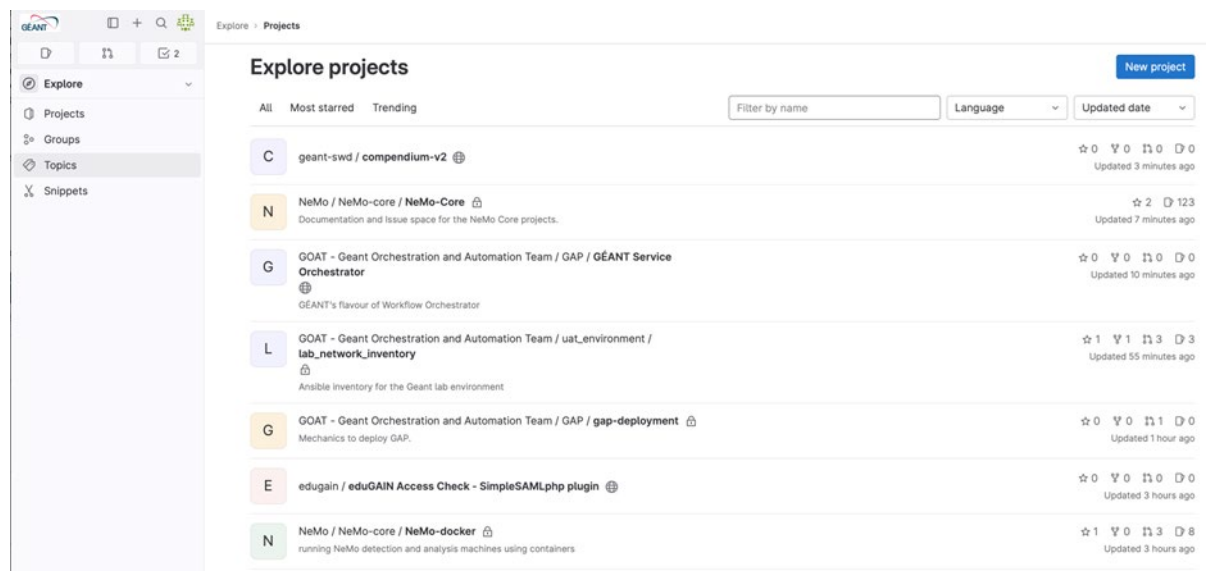 GÉANT
2
Explore > Projects
Explore
Projects
Groups
Topics
Snippets
Explore projects
New project
All Most starred Trending
Filter by name
Language
Updated date
C
geant-swd / compendium-v2
0 0 0 0
Updated 3 minutes ago
N
NeMo / NeMo-core / NeMo-Core
Documentation and Issue space for the NeMo Core projects.
2 123
Updated 7 minutes ago
G
GOAT - Geant Orchestration and Automation Team / GAP / GÉANT Service
Orchestrator
GÉANT's flavour of Workflow Orchestrator
0 0 0 0
Updated 10 minutes ago
L
GOAT - Geant Orchestration and Automation Team / uat_environment /
lab_network_inventory
Ansible inventory for the Geant lab environment
1 1 3 3
Updated 55 minutes ago
G
GOAT - Geant Orchestration and Automation Team / GAP / gap-deployment
Mechanics to deploy GAP.
0 0 1 0
Updated 1 hour ago
E
edugain / eduGAIN Access Check - SimpleSAMLphp plugin
0 0 0 0
Updated 3 hours ago
N
NeMo / NeMo-core / NeMo-docker
running NeMo detection and analysis machines using containers
1 0 3 8
Updated 3 hours ago